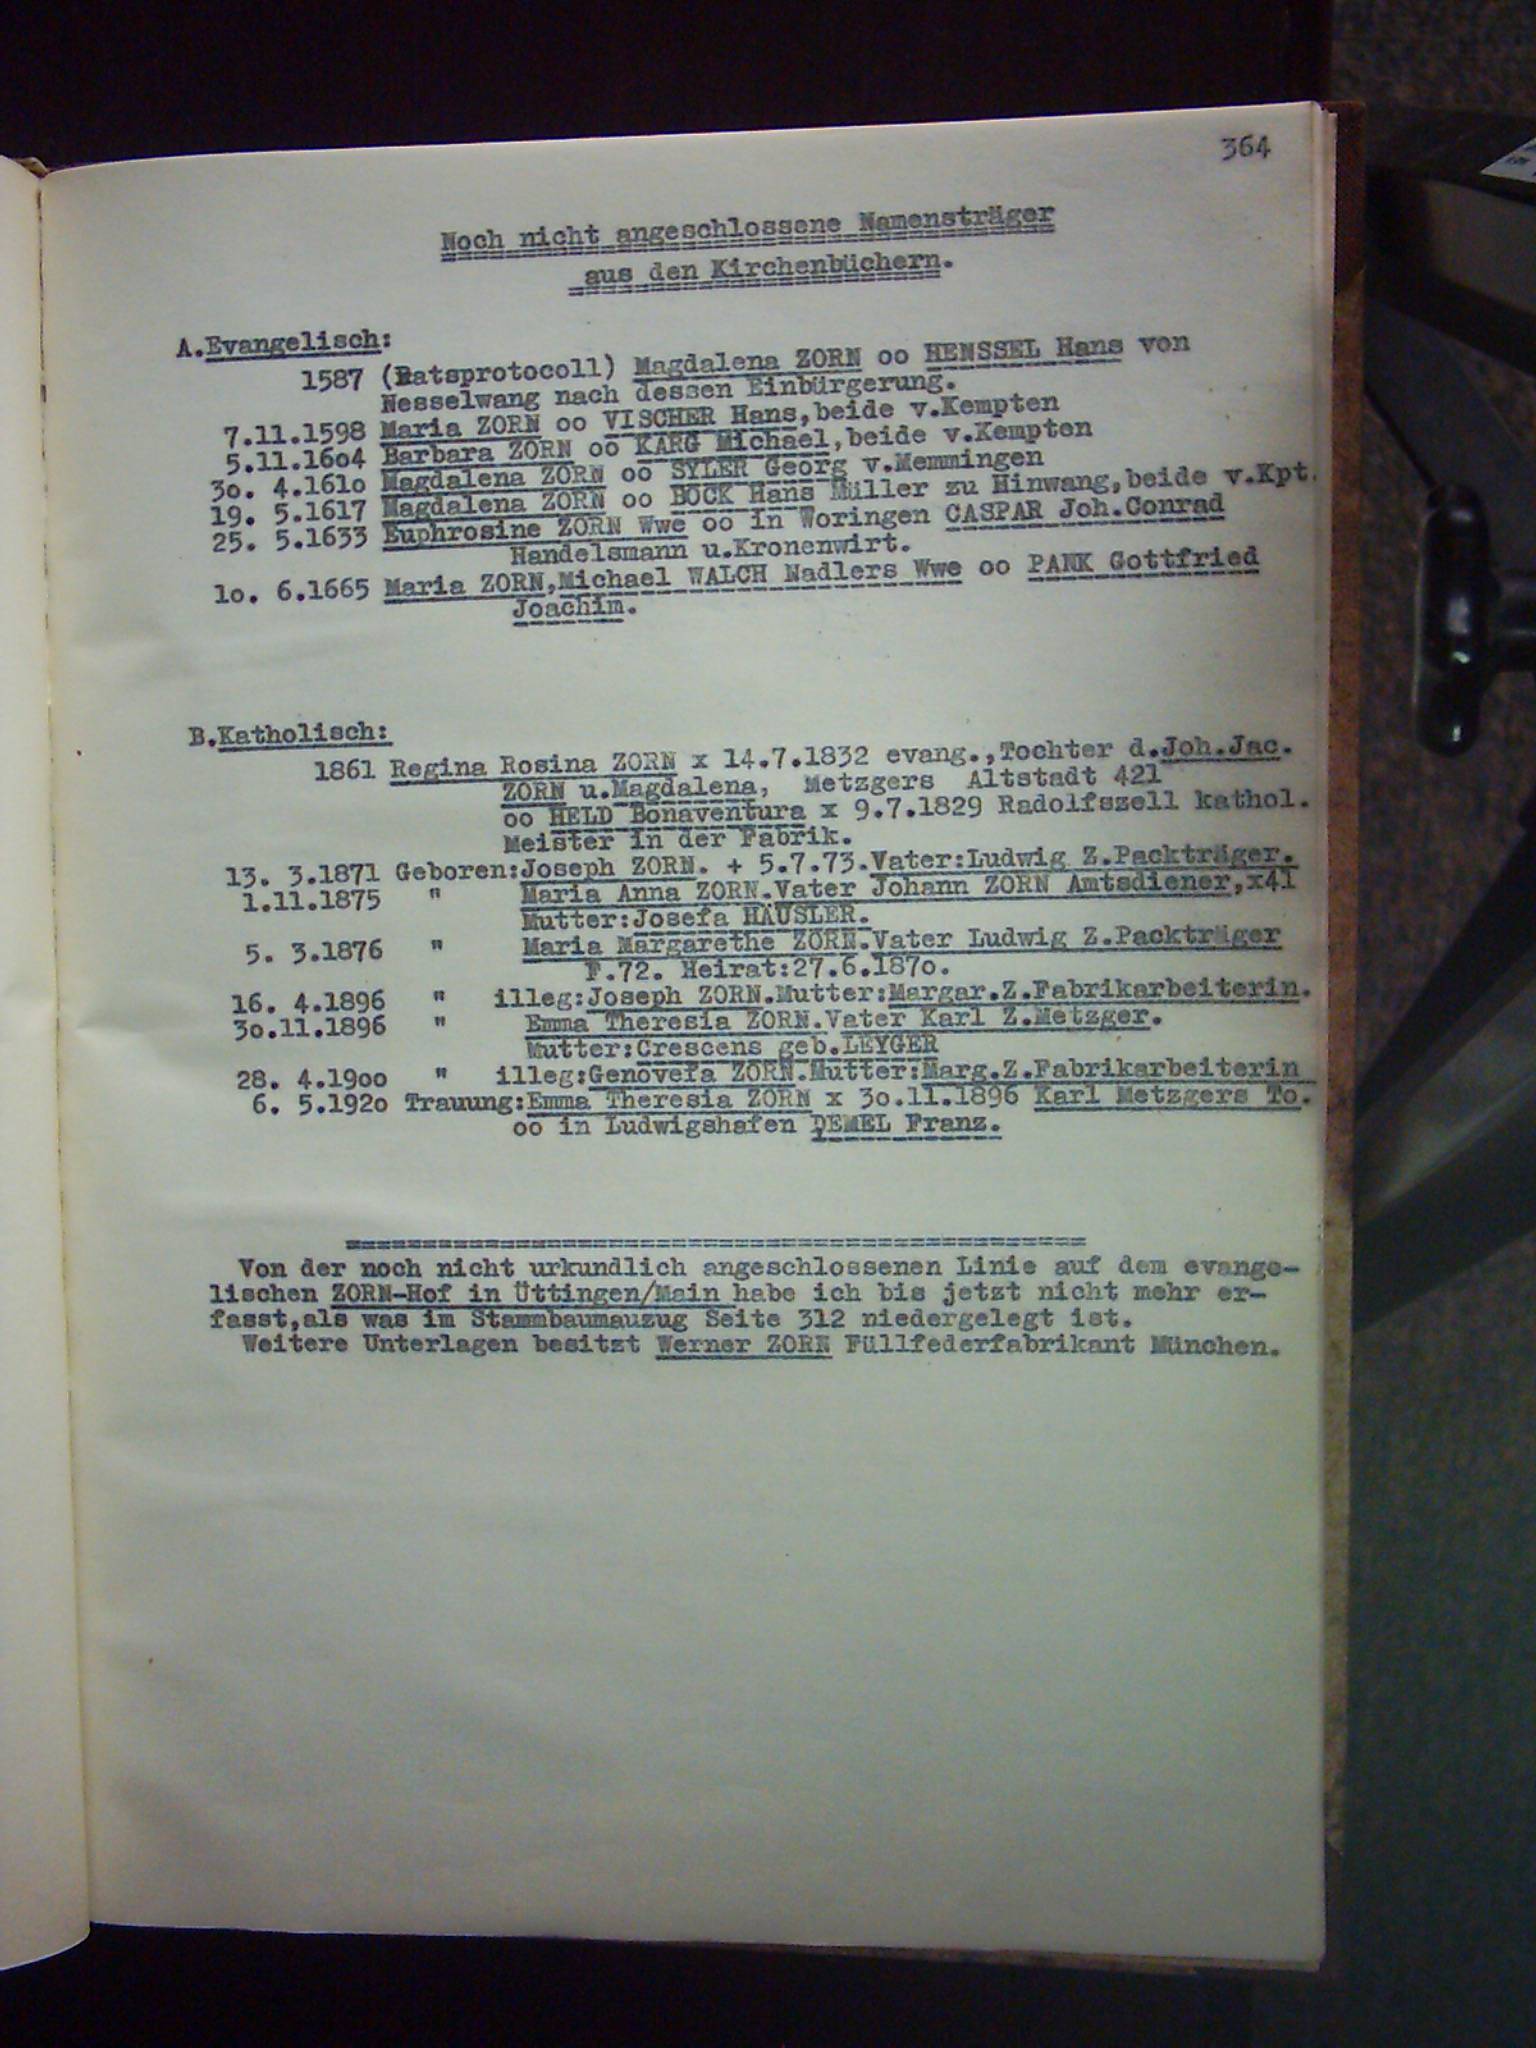 364
Noch nicht angeschlossene Namensträger
aus den Kirchenbüchern.
A.Evangelisch:
1587 (Ratsprotocoll) Magdalena ZORN oo HENSSEL Hans von
Nesselwang nach dessen Einbürgerung.
7.11.1598 Maria ZORN oo VISCHER Hans,beide v.Kempten
5.11.16o4 Barbara ZORN oo KARG Michael,beide v.Kempten
3o. 4.161o Magdalena ZORN oo SYLER Georg v.Memmingen
19. 5.1617 Magdalena ZORN oo BOCK Hans Müller zu Hinwang,beide v.Kpt.
25. 5.1633 Euphrosine ZORN Wwe oo in Woringen CASPAR Joh.Conrad
Handelsmann u.Kronenwirt.
1o. 6.1665 Maria ZORN,Michael WALCH Nadlers Wwe oo PANK Gottfried
Joachim.
B.Katholisch:
1861 Regina Rosina ZORN x 14.7.1832 evang.,Tochter d.Joh.Jac.
ZORN u.Magdalena, Metzgers Altstadt 421
oo HELD Bonaventura x 9.7.1829 Radolfszell kathol.
Meister in der Fabrik.
13. 3.1871 Geboren:Joseph ZORN. + 5.7.73.Vater:Ludwig Z.Packträger.
1.11.1875 " Maria Anna ZORN.Vater Johann ZORN Amtsdiener,x41
Mutter:Josefa HÄUSLER.
5. 3.1876 " Maria Margarethe ZORN.Vater Ludwig Z.Packträger
F.72. Heirat:27.6.187o.
16. 4.1896 " illeg:Joseph ZORN.Mutter:Margar.Z.Fabrikarbeiterin.
3o.11.1896 " Emma Theresia ZORN.Vater Karl Z.Metzger.
Mutter:Crescens geb.LEYGER
28. 4.19oo " illeg:Genovefa ZORN.Mutter:Marg.Z.Fabrikarbeiterin
6. 5.192o Trauung:Emma Theresia ZORN x 3o.11.1896 Karl Metzgers To.
oo in Ludwigshafen DEMEL Franz.
Von der noch nicht urkundlich angeschlossenen Linie auf dem evange-
lischen ZORN-Hof in Üttingen/Main habe ich bis jetzt nicht mehr er-
fasst,als was im Stammbaumauzug Seite 312 niedergelegt ist.
Weitere Unterlagen besitzt Werner ZORN Füllfederfabrikant München.